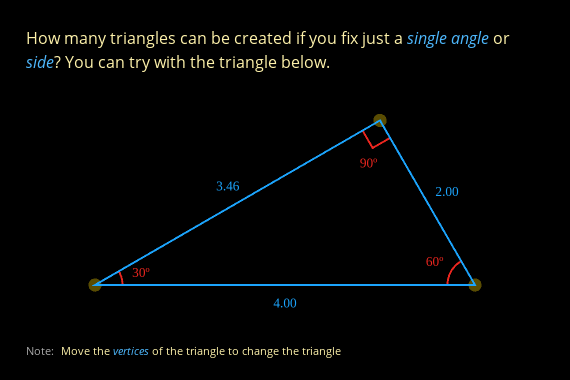 How many triangles can be created if you fix just a single angle or
side? You can try with the triangle below.
90º
3.46
2.00
60º
30º
4.00
Note: Move the vertices of the triangle to change the triangle